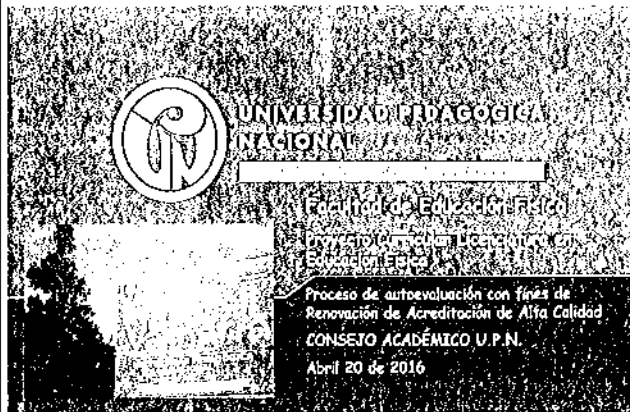 UNIVERSIDAD PEDAGOGICA
NACIONAL
Facultad de Educación Física
Proyecto Curricular Licenciatura en
Educación Física
Proceso de autoevaluación con fines de
Renovación de Acreditación de Alta Calidad
CONSEJO ACADÉMICO U.P.N.
Abril 20 de 2016